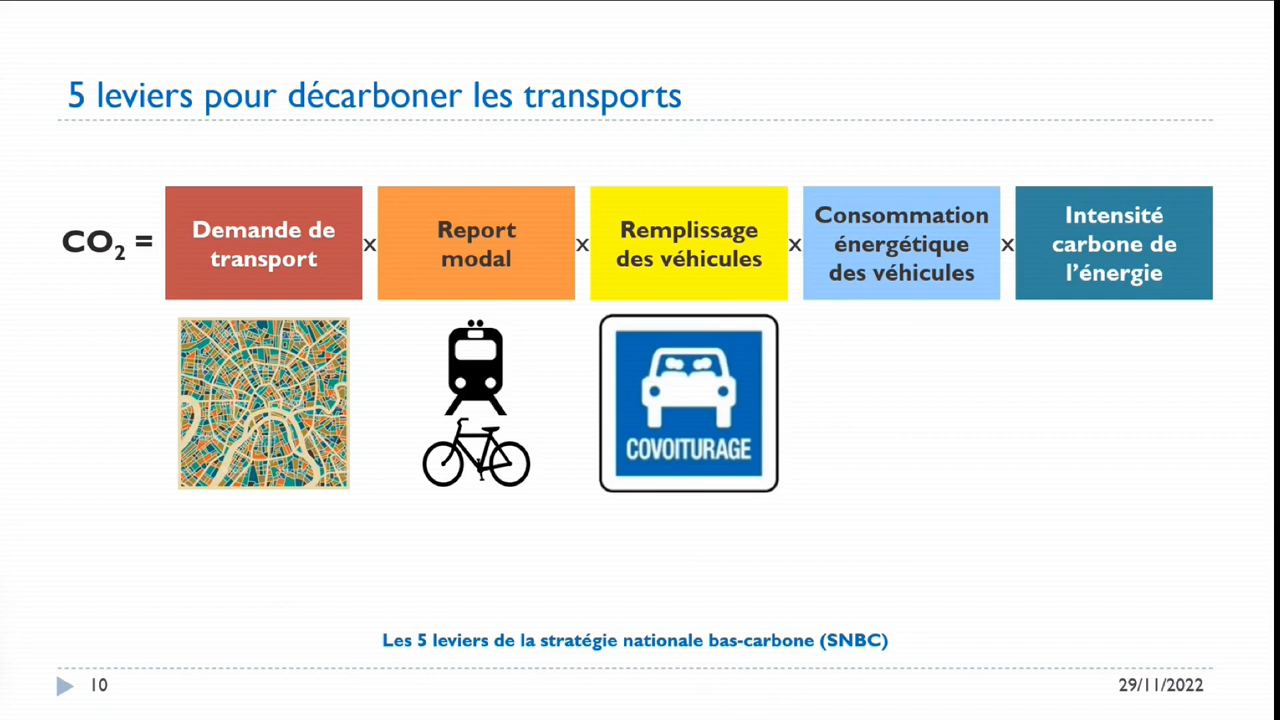 5 leviers pour décarboner les transports
CO2 =
Demande de
transport
x
Report
modal
x
Remplissage
des véhicules
x
Consommation
énergétique
des véhicules
x
Intensité
carbone de
l'énergie
COVOITURAGE
Les 5 leviers de la stratégie nationale bas-carbone (SNBC)
10
29/11/2022